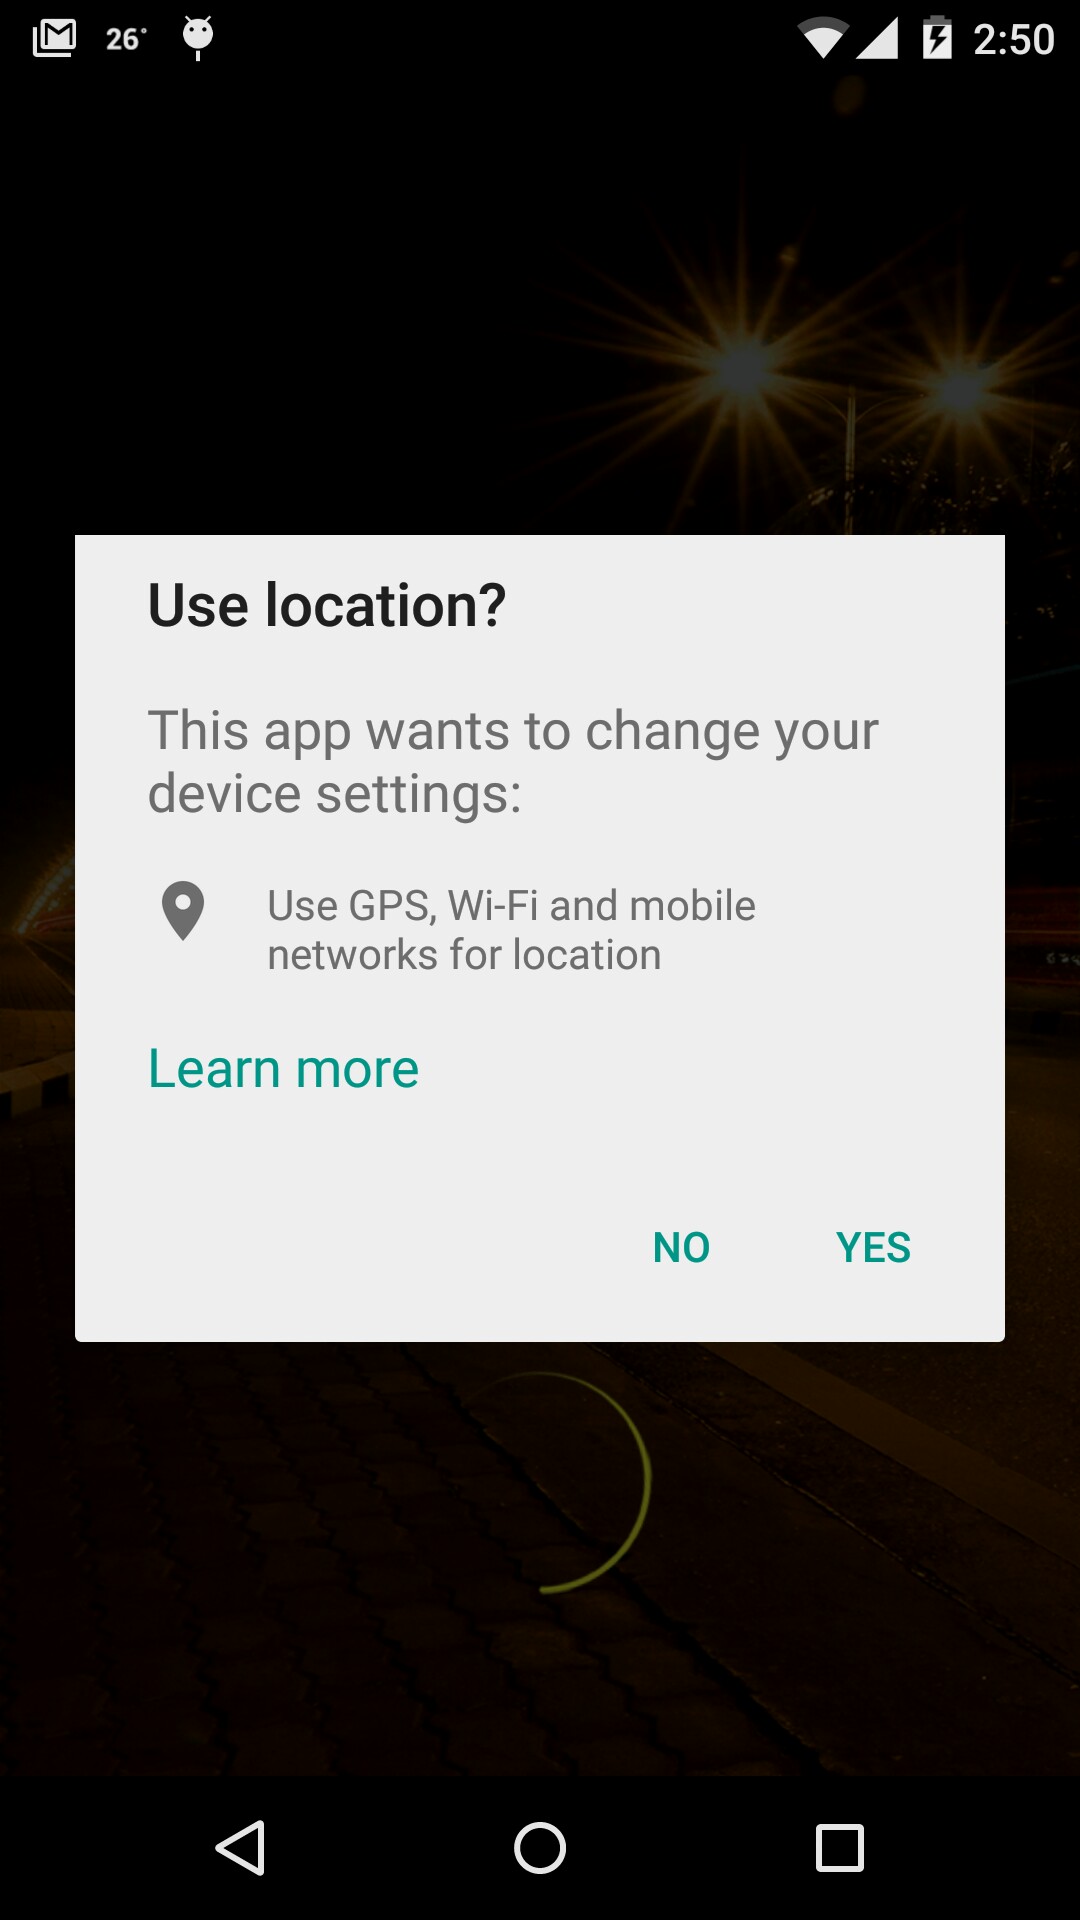 26° 2:50
Use location?
This app wants to change your
device settings:
Use GPS, Wi-Fi and mobile
networks for location
Learn more
NO YES